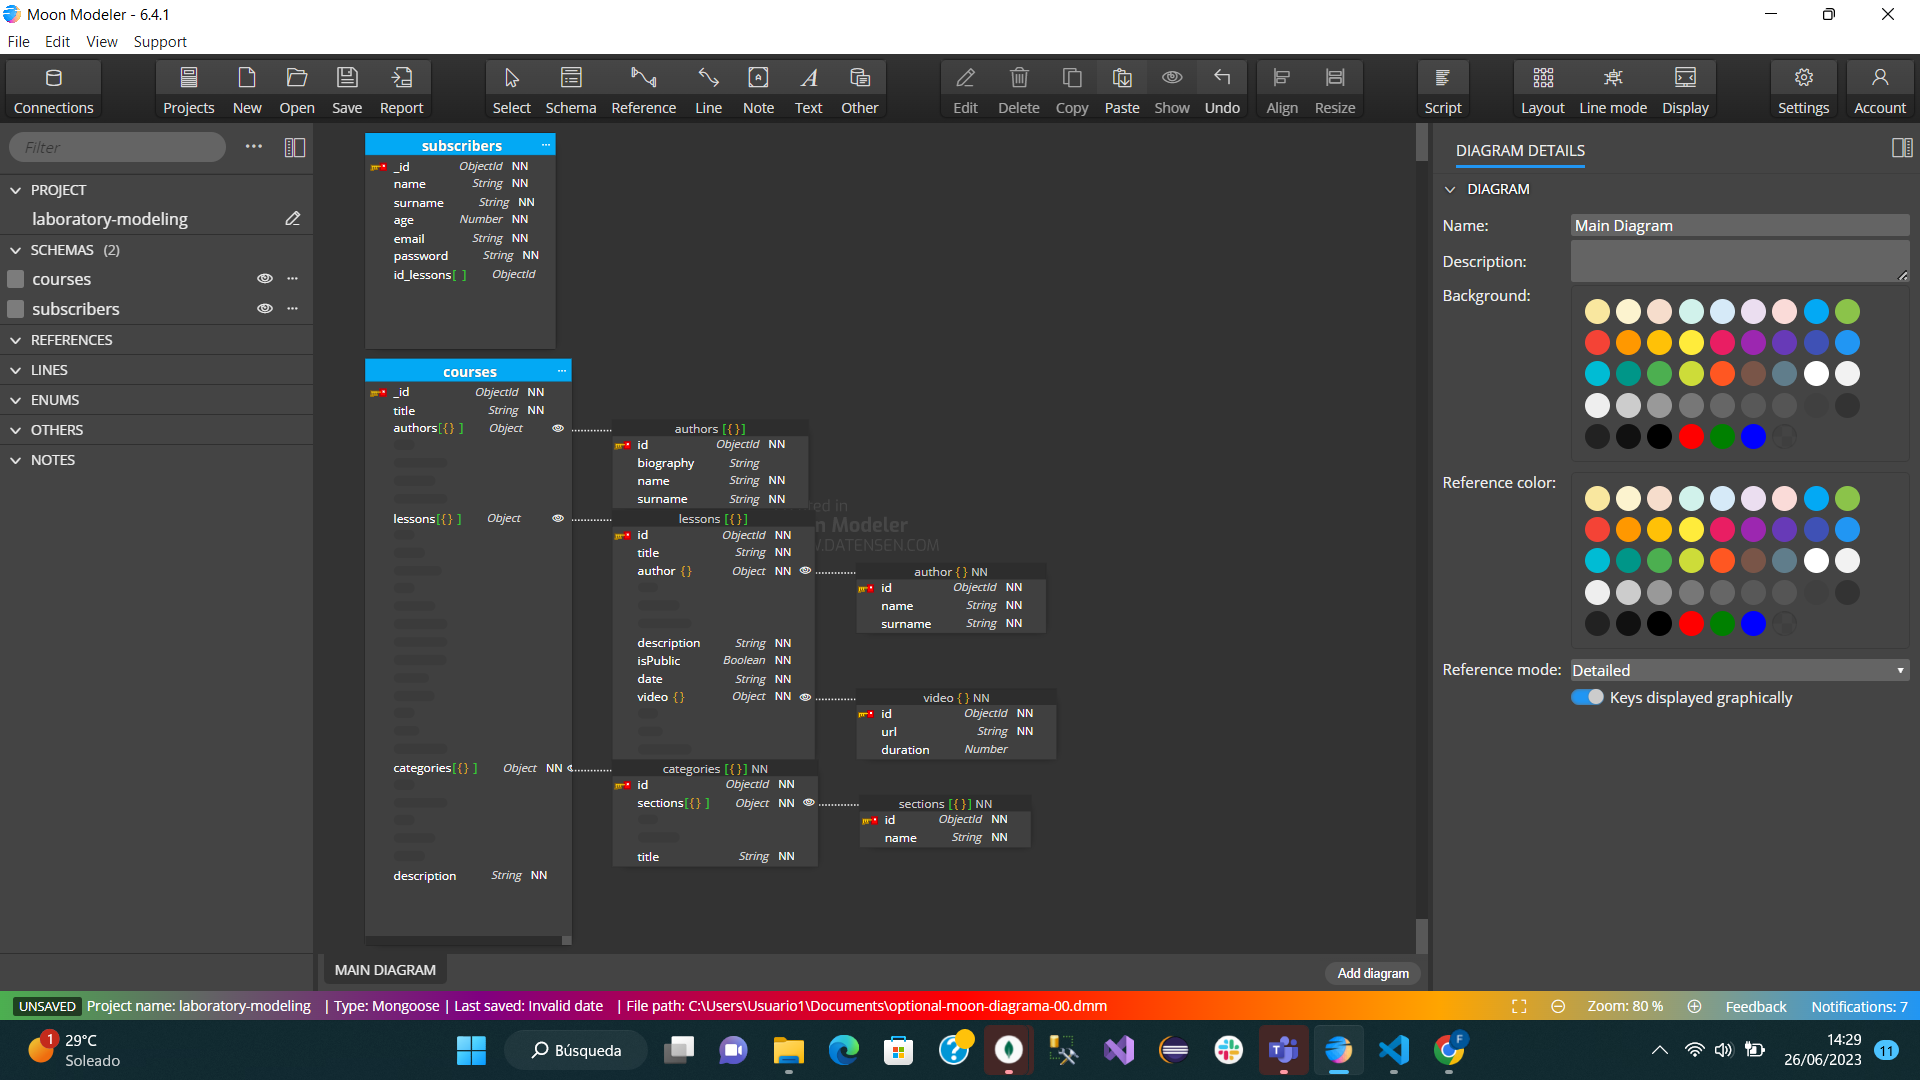 Moon Modeler - 6.4.1
File Edit View Support
Connections Projects New Open Save Report Select Schema Reference Line Note Text Other Edit Delete Copy Paste Show Undo Align Resize Script Layout Line mode Display Settings Account
Filter
PROJECT
laboratory-modeling
SCHEMAS (2)
courses
subscribers
REFERENCES
LINES
ENUMS
OTHERS
NOTES
subscribers
_id ObjectId NN
name String NN
surname String NN
age Number NN
email String NN
password String NN
id_lessons[ ] ObjectId
courses
_id ObjectId NN
title String NN
authors[{} ] Object
lessons[{} ] Object
categories[{} ] Object NN
description String NN
authors [{}]
id ObjectId NN
biography String
name String NN
surname String NN
lessons [{}]
id ObjectId NN
title String NN
author {} Object NN
description String NN
isPublic Boolean NN
date String NN
video {} Object NN
author {} NN
id ObjectId NN
name String NN
surname String NN
video {} NN
id ObjectId NN
url String NN
duration Number
categories [{}] NN
id ObjectId NN
sections[{} ] Object NN
title String NN
sections [{}] NN
id ObjectId NN
name String NN
ed in
n Modeler
.DATENSEN.COM
MAIN DIAGRAM
Add diagram
DIAGRAM DETAILS
DIAGRAM
Name: Main Diagram
Description:
Background:
Reference color:
Reference mode: Detailed
Keys displayed graphically
UNSAVED Project name: laboratory-modeling | Type: Mongoose | Last saved: Invalid date | File path: C:\Users\Usuario1\Documents\optional-moon-diagrama-00.dmm
Zoom: 80 % Feedback Notifications: 7
1
29°C
Soleado
Búsqueda
F
14:29
26/06/2023
11